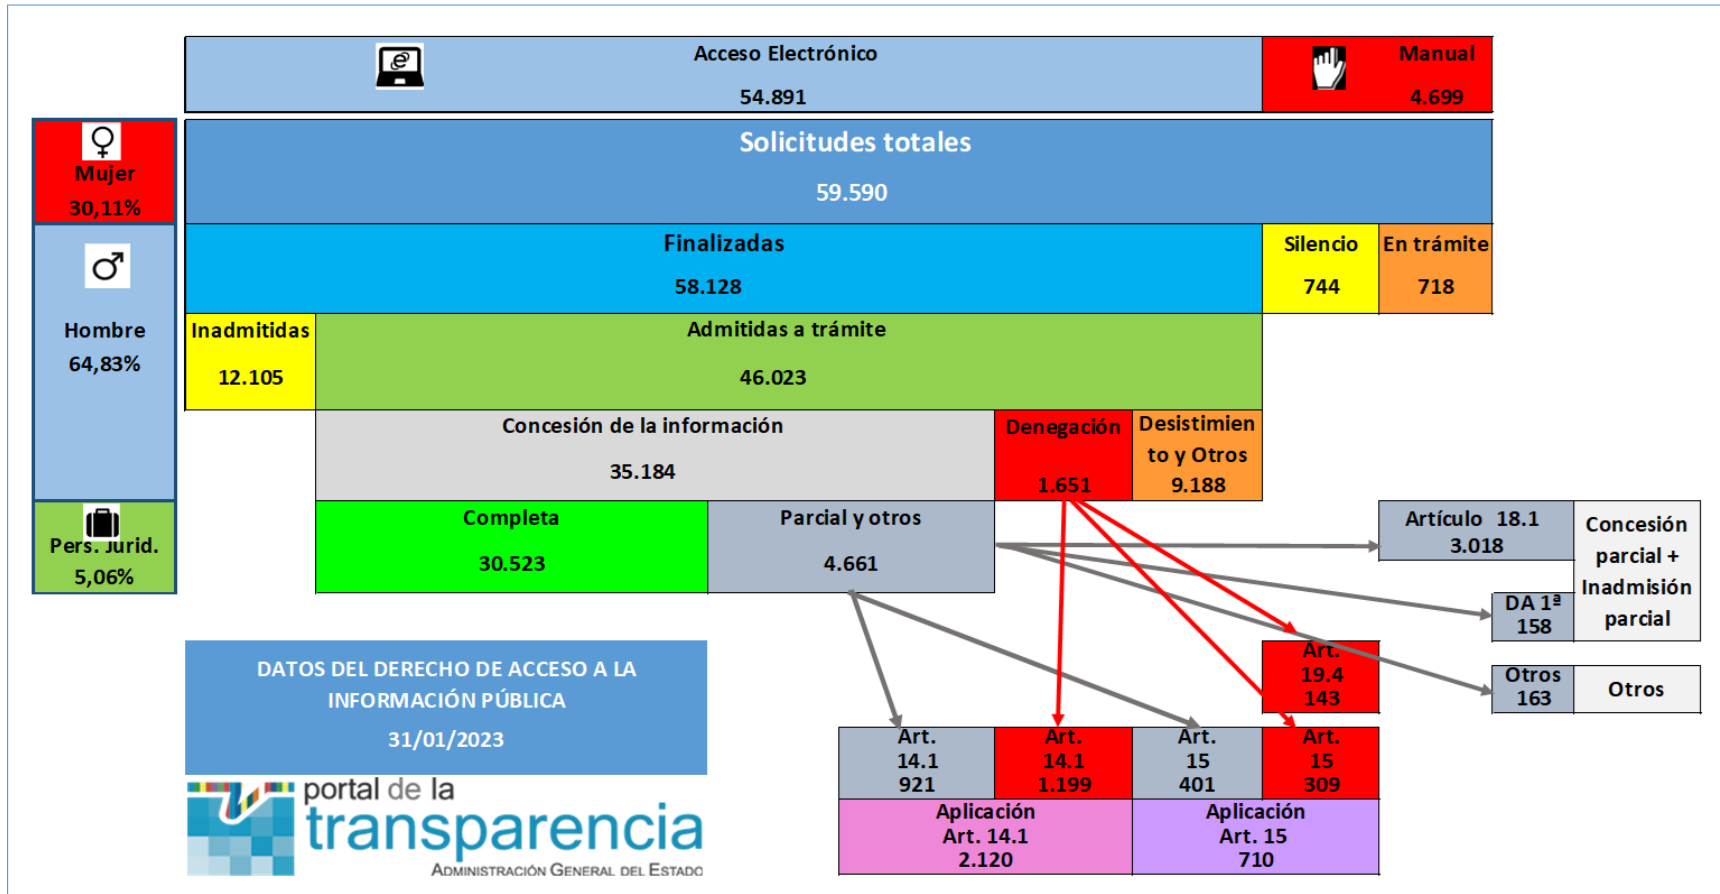 Acceso Electrónico
54.891
Manual
4.699
Mujer
30,11%
Solicitudes totales
59.590
Hombre
64,83%
Finalizadas
58.128
Silencio
744
En trámite
718
Inadmitidas
12.105
Admitidas a trámite
46.023
Concesión de la información
35.184
Denegación
1.651
Desistimien
to y Otros
9.188
Pers. Jurid.
5,06%
Completa
30.523
Parcial y otros
4.661
Artículo 18.1
3.018
Concesión
parcial +
Inadmisión
parcial
DA 1ª
158
Otros
163
Otros
Art.
19.4
143
DATOS DEL DERECHO DE ACCESO A LA
INFORMACIÓN PÚBLICA
31/01/2023
Art.
14.1
921
Art.
14.1
1.199
Art.
15
401
Art.
15
309
Aplicación
Art. 14.1
2.120
Aplicación
Art. 15
710
portal de la
transparencia
ADMINISTRACIÓN GENERAL DEL ESTADO